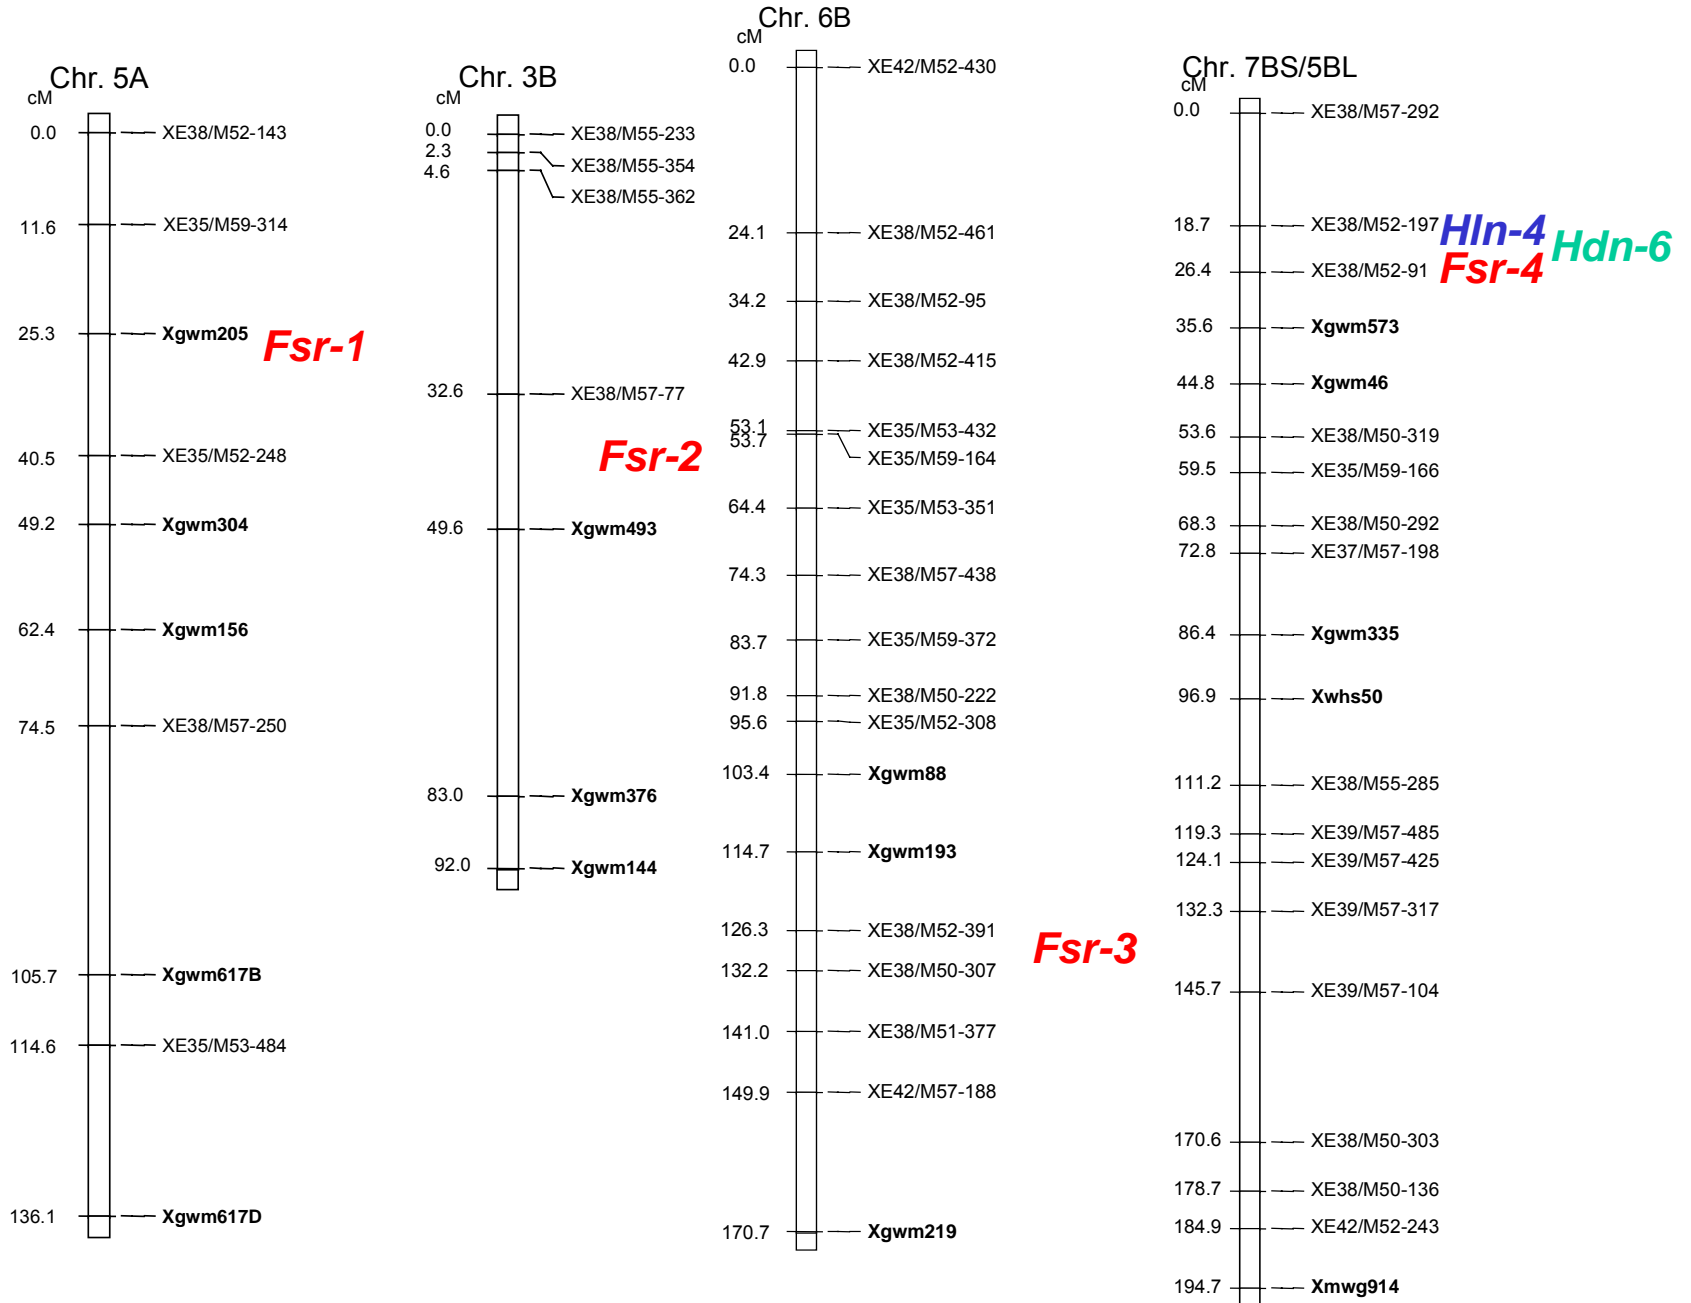 Chr. 5A
cM
0.0 XE38/M52-143
11.6 XE35/M59-314
25.3 Xgwm205 Fsr-1
40.5 XE35/M52-248
49.2 Xgwm304
62.4 Xgwm156
74.5 XE38/M57-250
105.7 Xgwm617B
114.6 XE35/M53-484
136.1 Xgwm617D
Chr. 3B
cM
0.0 XE38/M55-233
2.3 XE38/M55-354
4.6 XE38/M55-362
32.6 XE38/M57-77
Fsr-2
49.6 Xgwm493
83.0 Xgwm376
92.0 Xgwm144
Chr. 6B
cM
0.0 XE42/M52-430
24.1 XE38/M52-461
34.2 XE38/M52-95
42.9 XE38/M52-415
53.1 XE35/M53-432
53.7 XE35/M59-164
64.4 XE35/M53-351
74.3 XE38/M57-438
83.7 XE35/M59-372
91.8 XE38/M50-222
95.6 XE35/M52-308
103.4 Xgwm88
114.7 Xgwm193
126.3 XE38/M52-391
Fsr-3
132.2 XE38/M50-307
141.0 XE38/M51-377
149.9 XE42/M57-188
170.7 Xgwm219
Chr. 7BS/5BL
cM
0.0 XE38/M57-292
18.7 XE38/M52-197 Hln-4
Hdn-6
26.4 XE38/M52-91 Fsr-4
35.6 Xgwm573
44.8 Xgwm46
53.6 XE38/M50-319
59.5 XE35/M59-166
68.3 XE38/M50-292
72.8 XE37/M57-198
86.4 Xgwm335
96.9 Xwhs50
111.2 XE38/M55-285
119.3 XE39/M57-485
124.1 XE39/M57-425
132.3 XE39/M57-317
145.7 XE39/M57-104
170.6 XE38/M50-303
178.7 XE38/M50-136
184.9 XE42/M52-243
194.7 Xmwg914